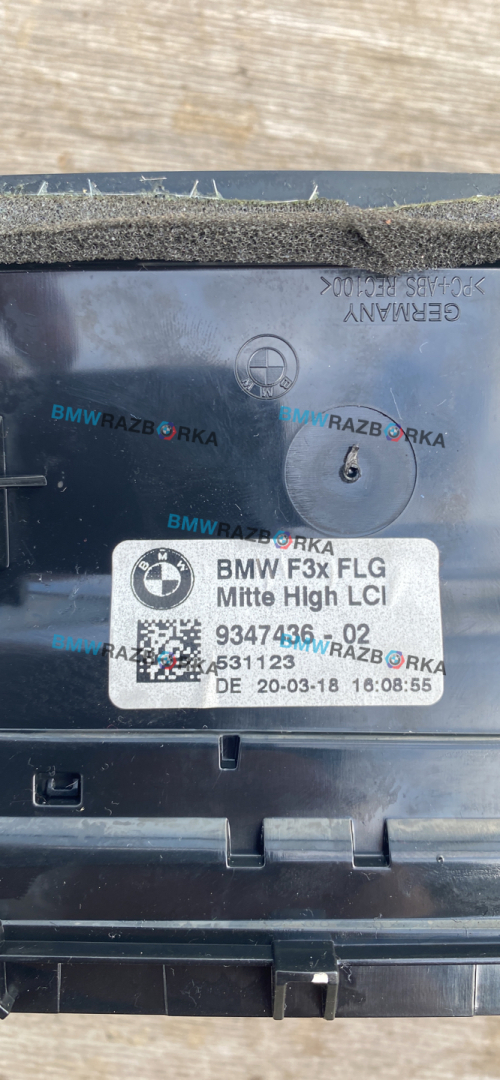 >PC+ABS REC100<
GERMANY
BMW
BMWRAZBORKA
BMWRAZBORKA
BMWRAZBORKA
BMW
BMW F3x FLG
Mitte High LCI
9347436 - 02
BMWRAZBORKA
BMWRAZBORKA
531123
DE 20-03-18 16:08:55